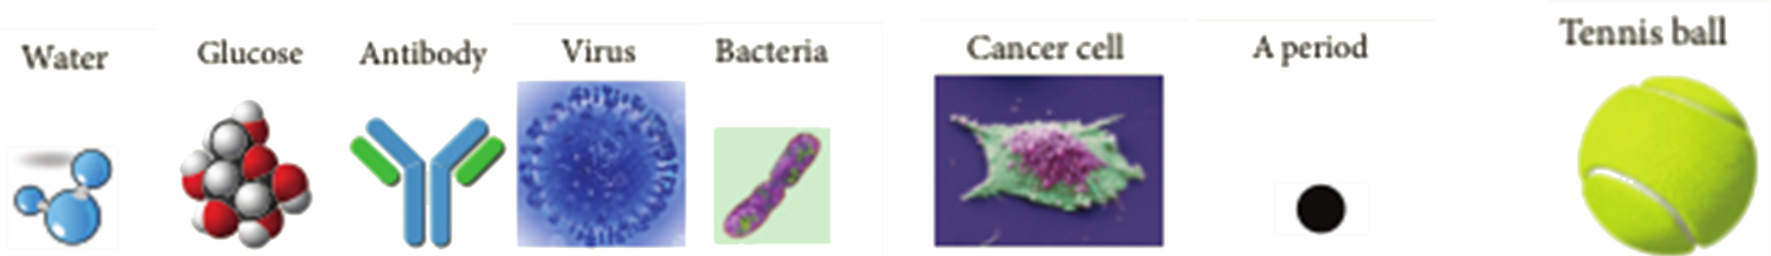 Water
Glucose
Antibody
Virus
Bacteria
Cancer cell
A period
Tennis ball